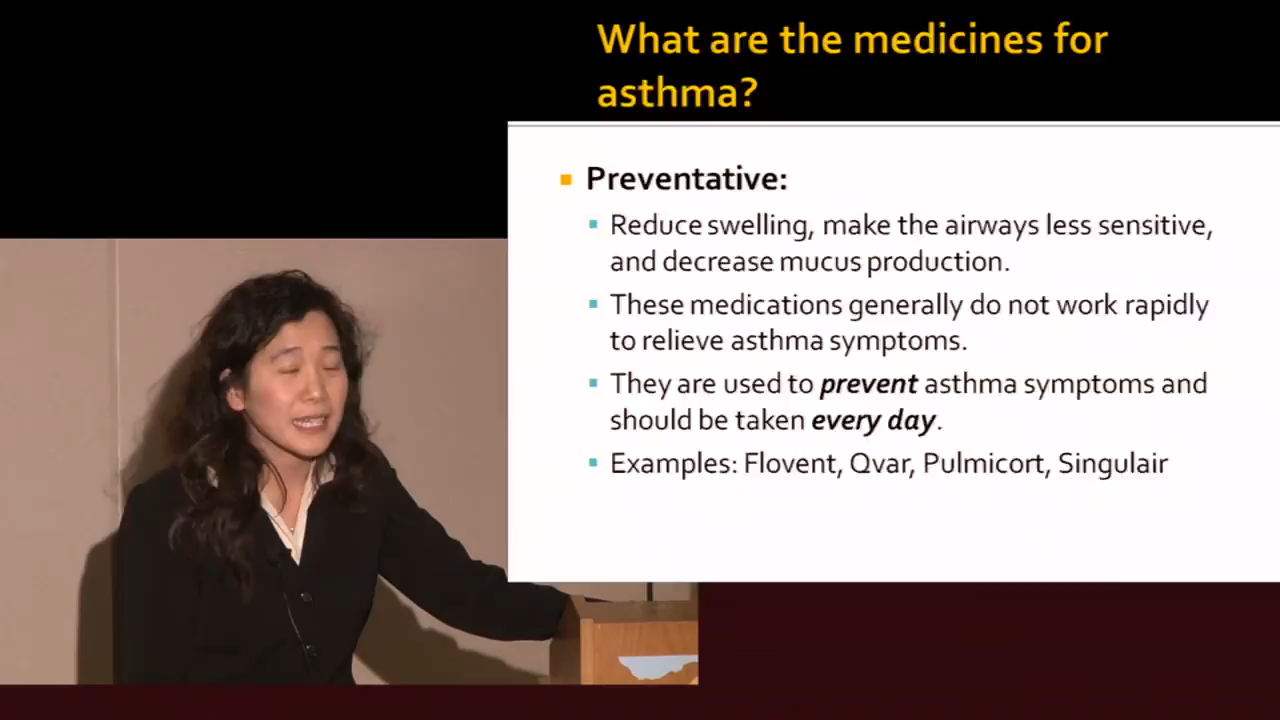 What are the medicines for
asthma?
Preventative:
Reduce swelling, make the airways less sensitive,
and decrease mucus production.
These medications generally do not work rapidly
to relieve asthma symptoms.
They are used to prevent asthma symptoms and
should be taken every day.
Examples: Flovent, Qvar, Pulmicort, Singulair